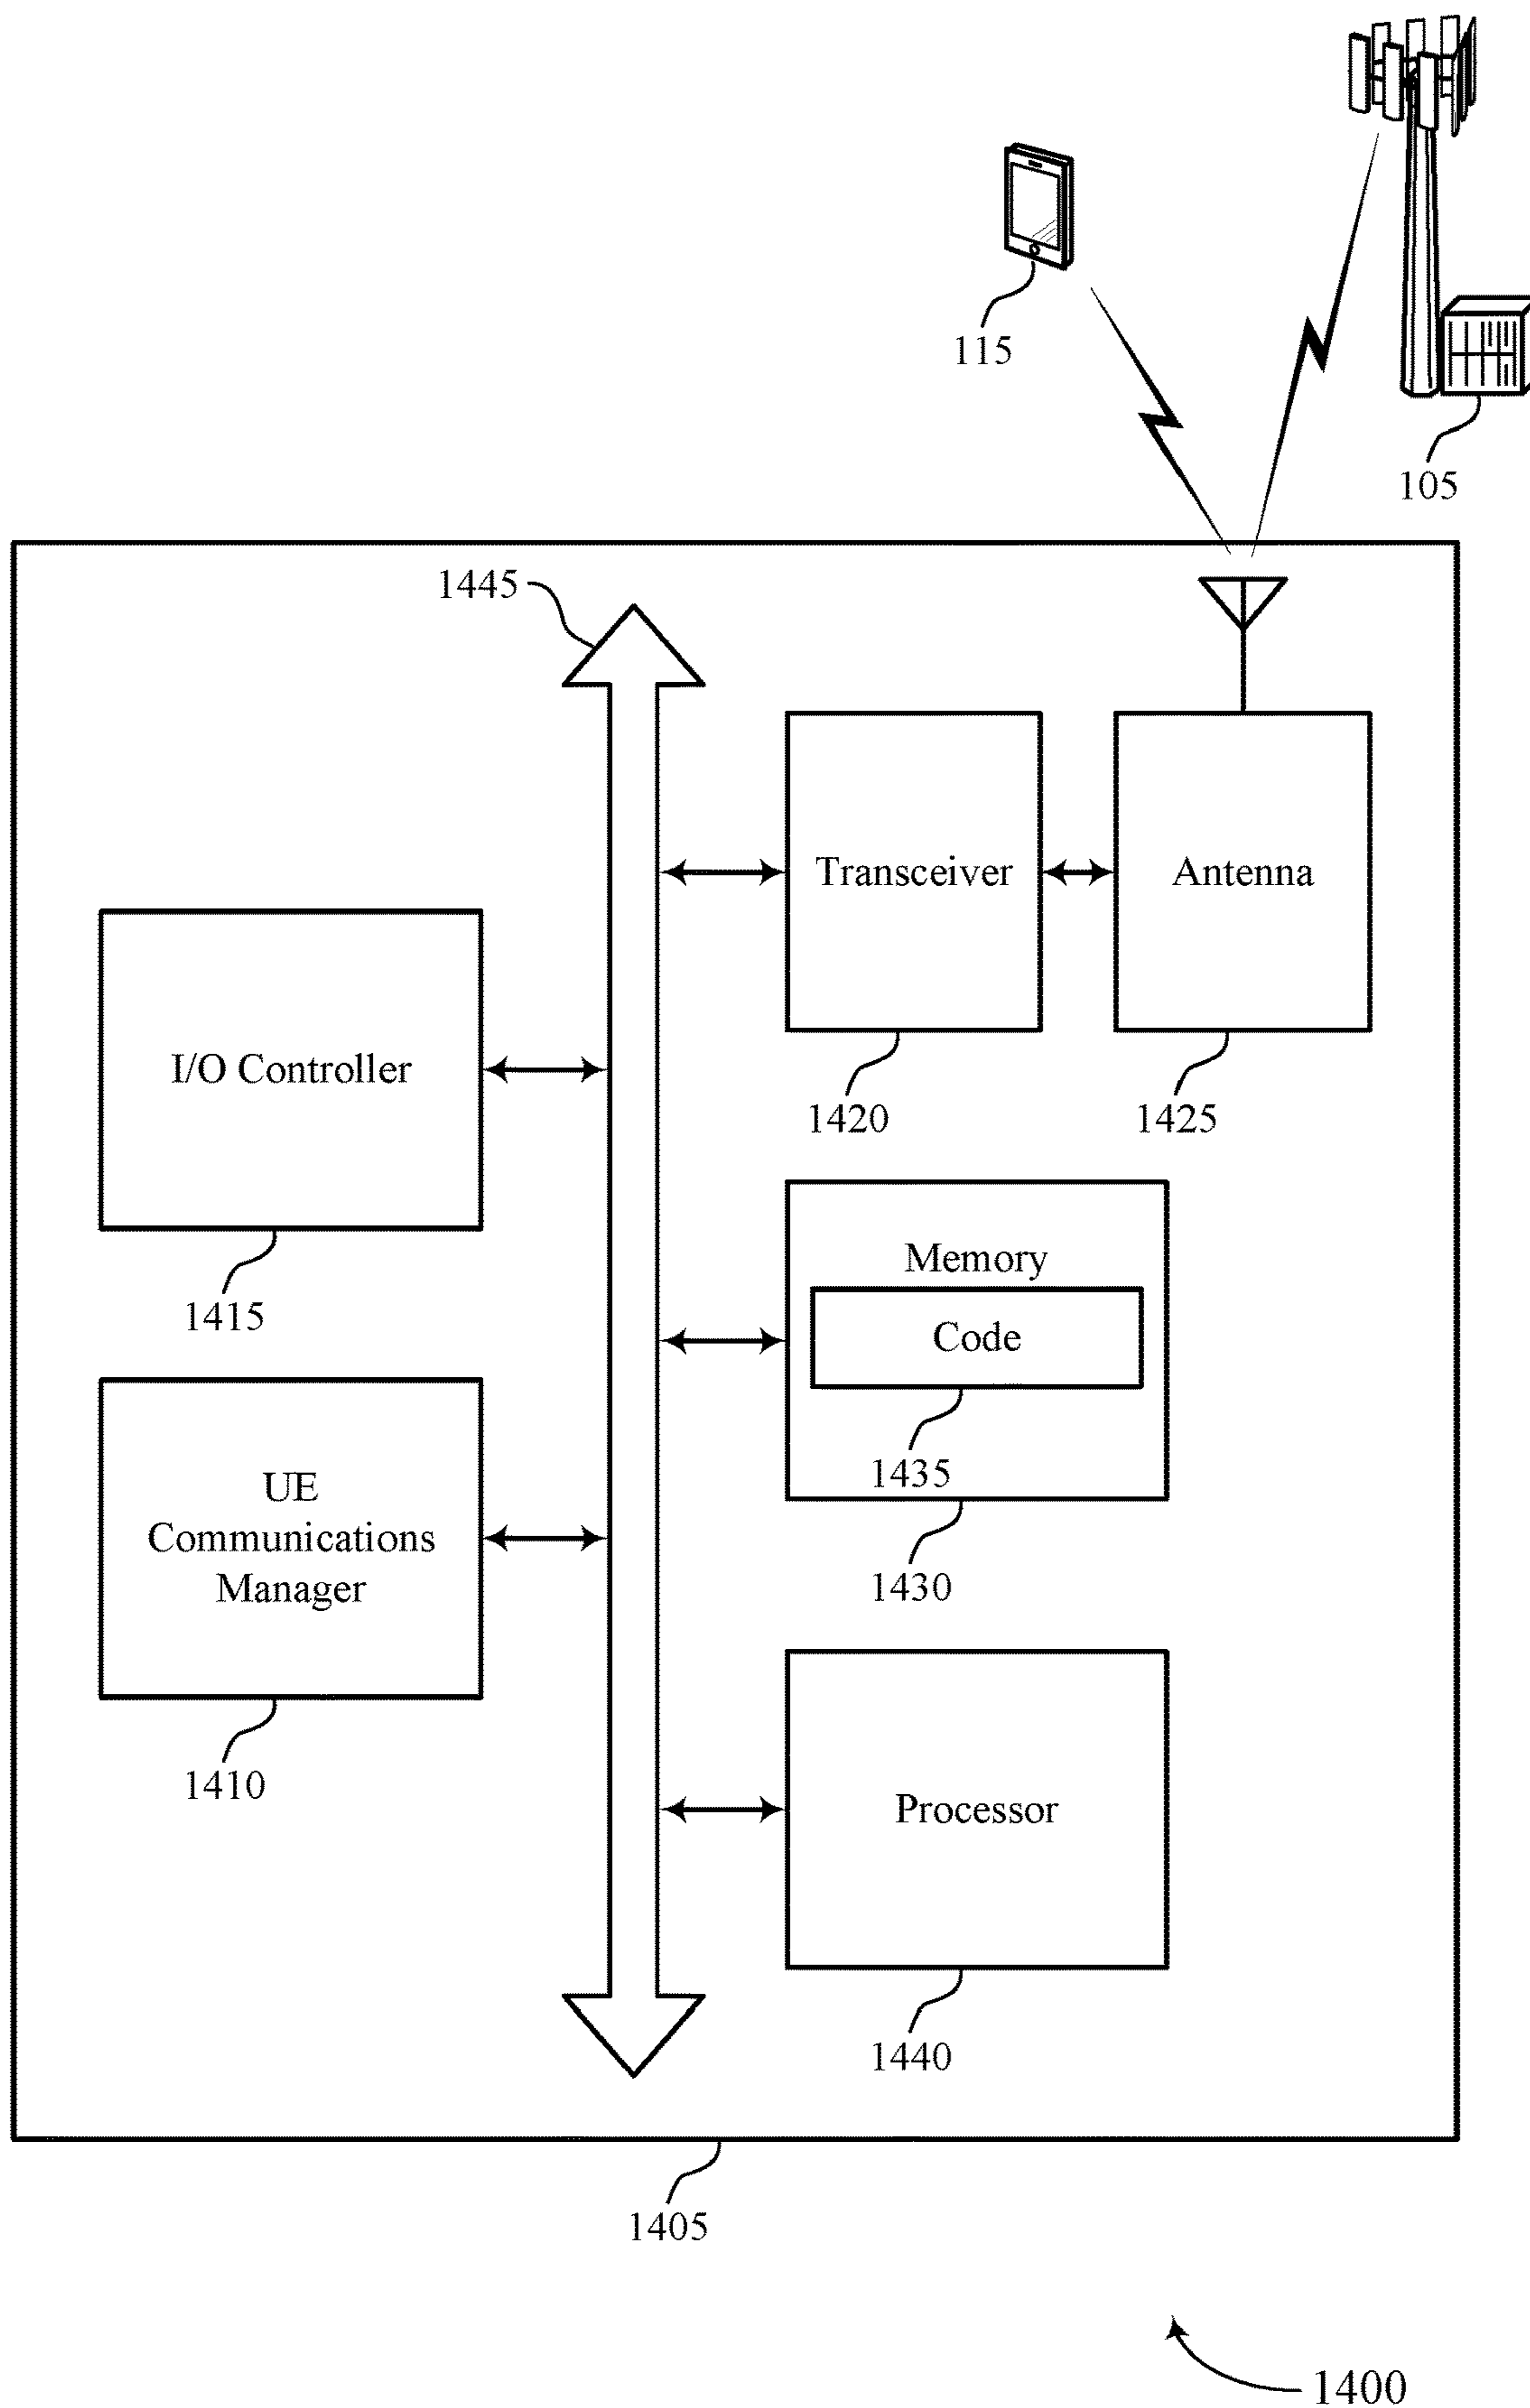 115
105
1445
Transceiver
Antenna
I/O Controller
1420
1425
1415
Memory
Code
1435
1430
UE
Communications
Manager
1410
Processor
1440
1405
1400